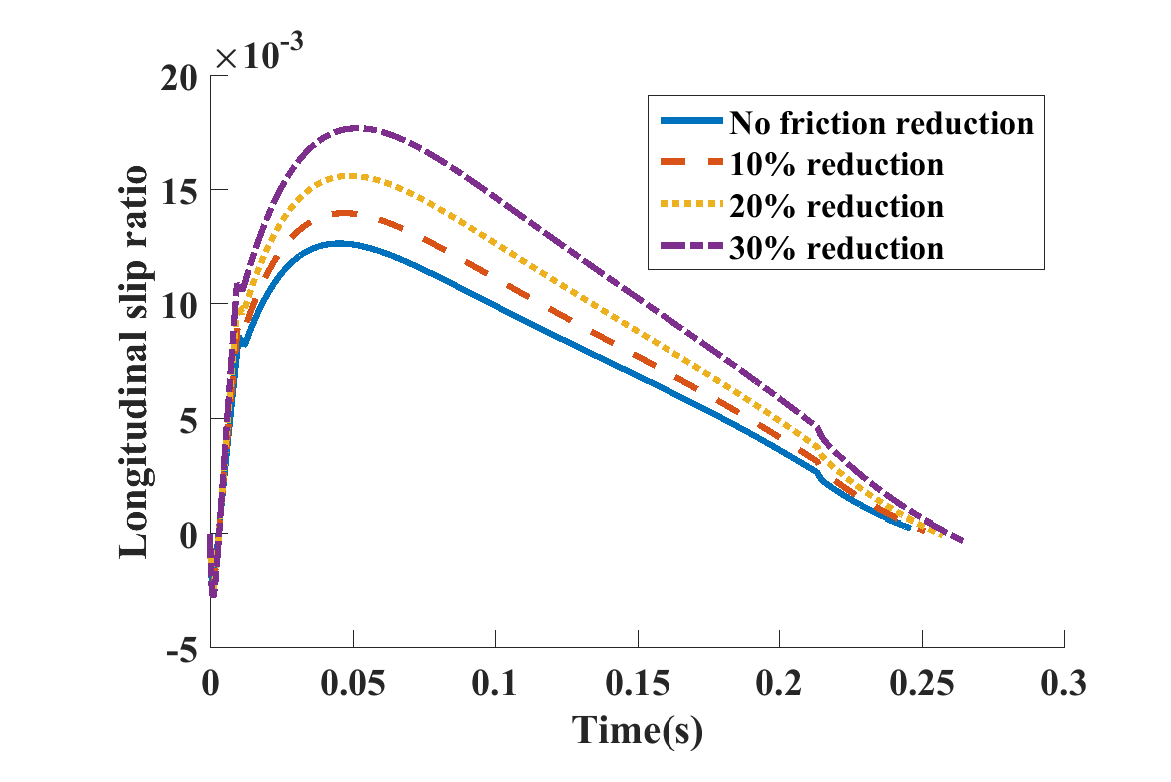 ×10⁻³
20
15
10
5
0
-5
Longitudinal slip ratio
No friction reduction
10% reduction
20% reduction
30% reduction
0 0.05 0.1 0.15 0.2 0.25 0.3
Time(s)